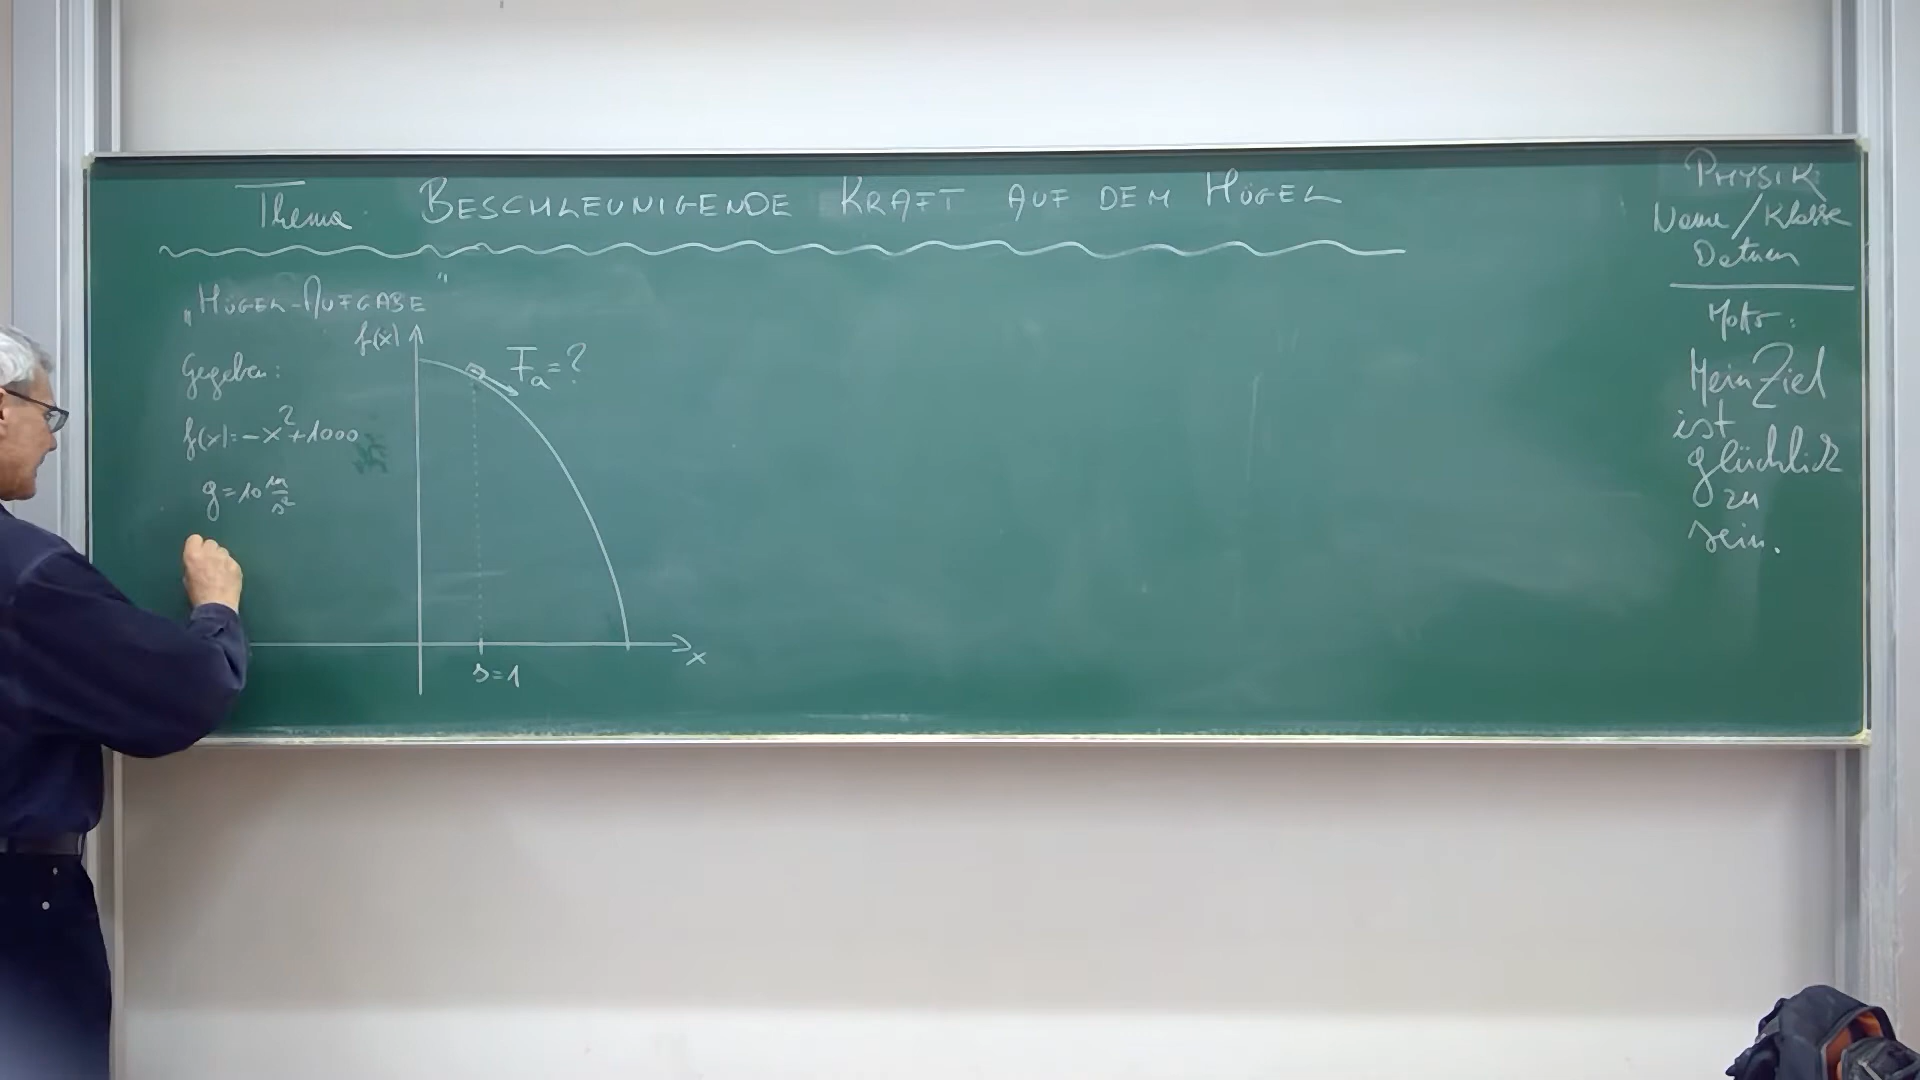 Thema: BESCHLEUNIGENDE KRAFT AUF DEM HÜGEL
„HÜGEL-AUFGABE“
Gegeben:
f(x)=-x²+1000
g=10 m/s²
f(x)
Fa=?
s=1
x
PHYSIK
Name/Klasse
Datum
Motto:
Mein Ziel
ist
glücklich
zu
sein.